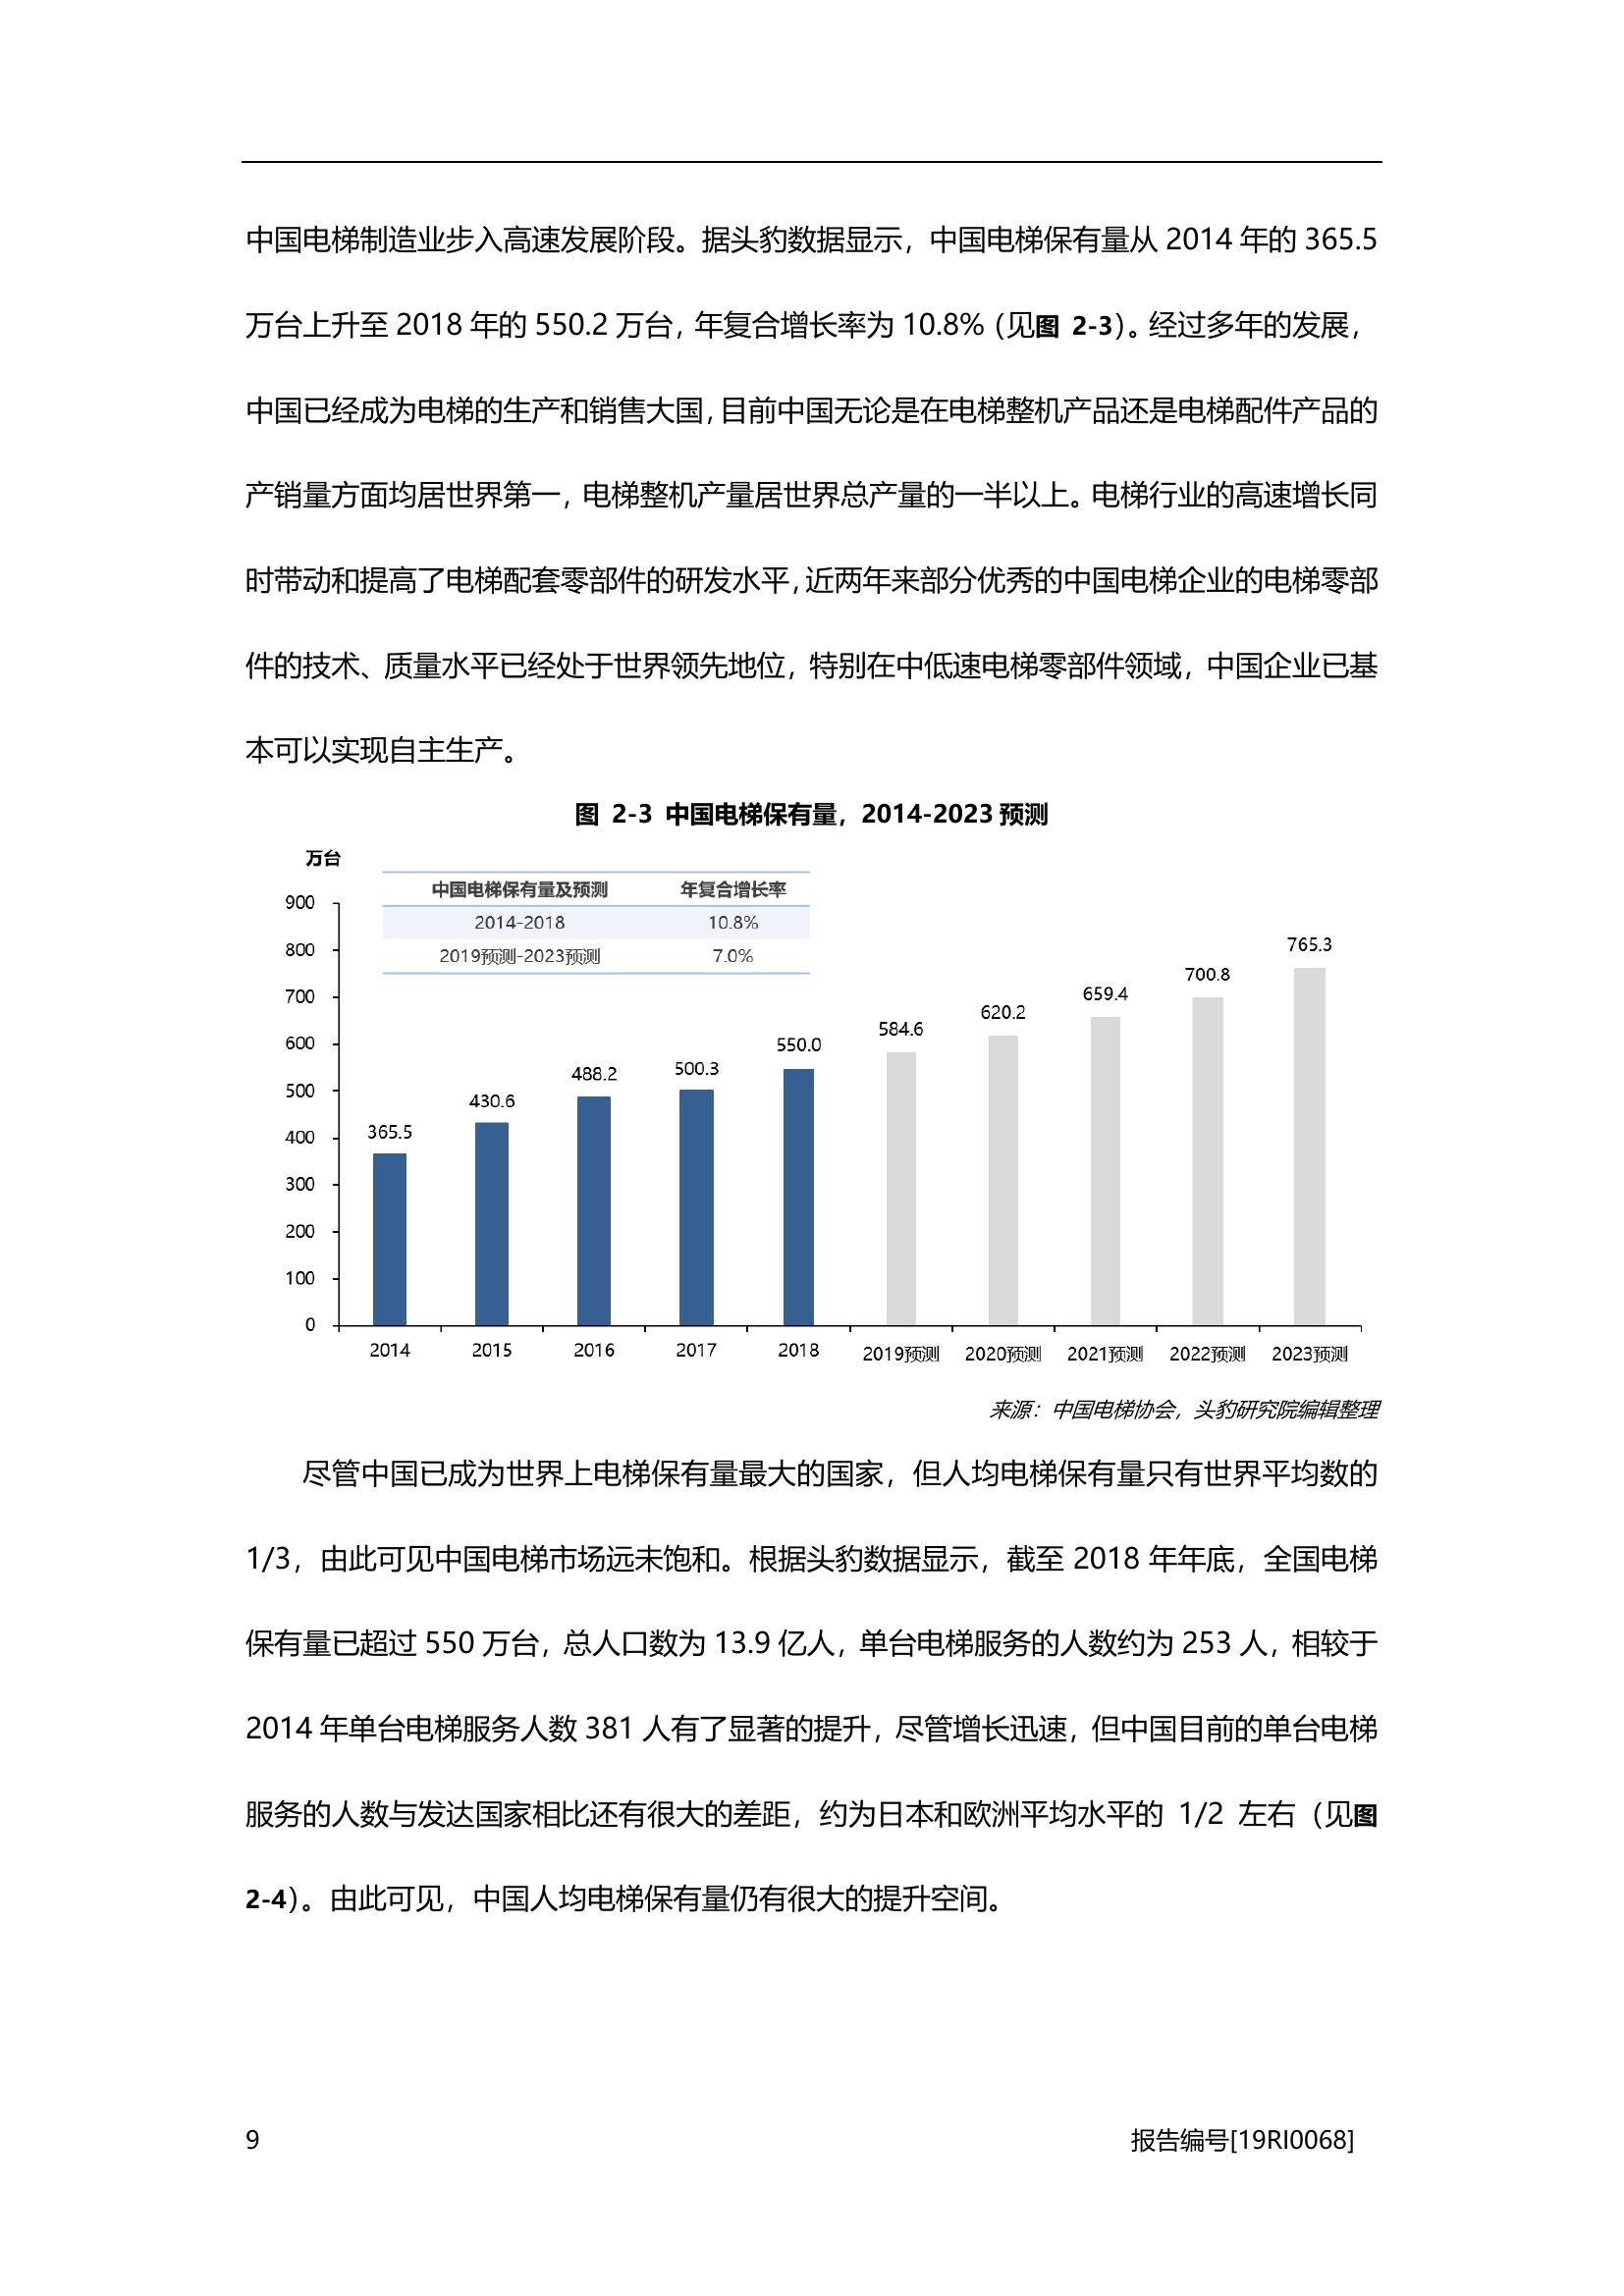 中国电梯制造业步入高速发展阶段。据头豹数据显示，中国电梯保有量从 2014 年的 365.5
万台上升至 2018 年的 550.2 万台，年复合增长率为 10.8%（见图 2-3）。经过多年的发展，
中国已经成为电梯的生产和销售大国，目前中国无论是在电梯整机产品还是电梯配件产品的
产销量方面均居世界第一，电梯整机产量居世界总产量的一半以上。电梯行业的高速增长同
时带动和提高了电梯配套零部件的研发水平，近两年来部分优秀的中国电梯企业的电梯零部
件的技术、质量水平已经处于世界领先地位，特别在中低速电梯零部件领域，中国企业已基
本可以实现自主生产。
图 2-3 中国电梯保有量，2014-2023 预测
万台
中国电梯保有量及预测 年复合增长率
2014-2018 10.8%
2019预测-2023预测 7.0%
900
800
700
600
500
400
300
200
100
0
365.5
430.6
488.2
500.3
550.0
584.6
620.2
659.4
700.8
765.3
2014 2015 2016 2017 2018 2019预测 2020预测 2021预测 2022预测 2023预测
来源：中国电梯协会，头豹研究院编辑整理
尽管中国已成为世界上电梯保有量最大的国家，但人均电梯保有量只有世界平均数的
1/3，由此可见中国电梯市场远未饱和。根据头豹数据显示，截至 2018 年年底，全国电梯
保有量已超过 550 万台，总人口数为 13.9 亿人，单台电梯服务的人数约为 253 人，相较于
2014 年单台电梯服务人数 381 人有了显著的提升，尽管增长迅速，但中国目前的单台电梯
服务的人数与发达国家相比还有很大的差距，约为日本和欧洲平均水平的 1/2 左右（见图
2-4）。由此可见，中国人均电梯保有量仍有很大的提升空间。
9 报告编号[19RI0068]